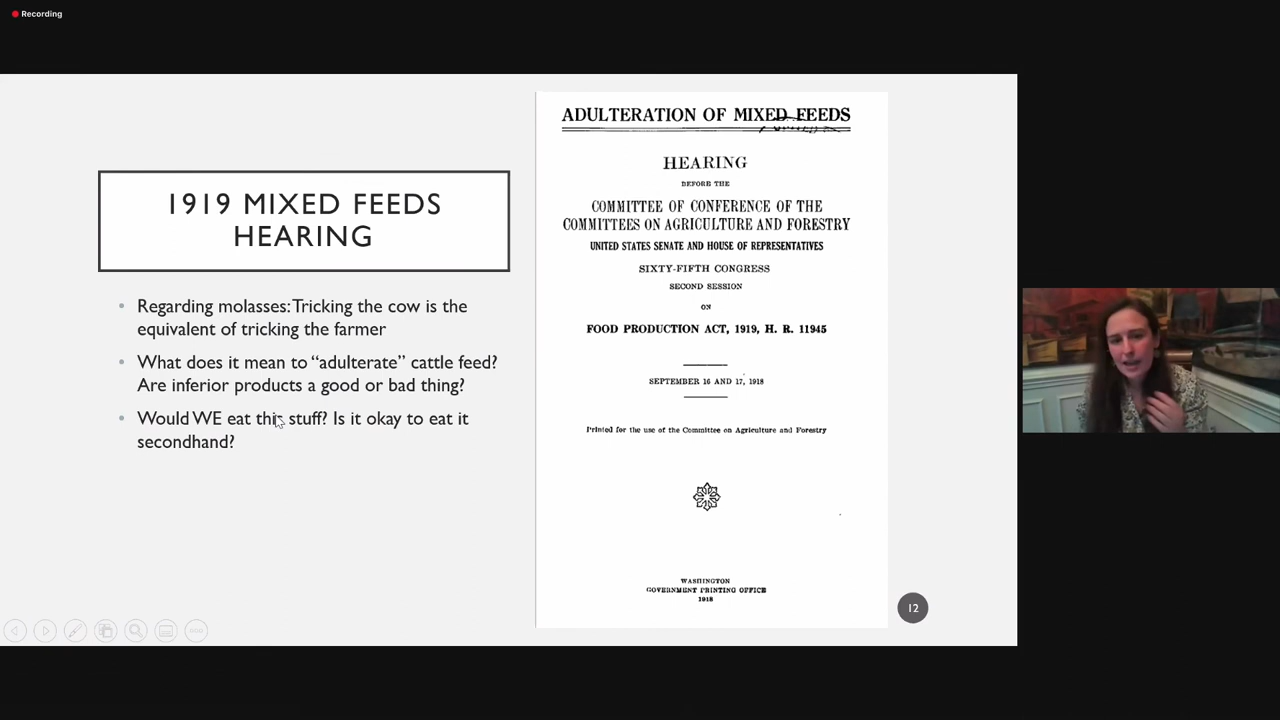 Recording
1919 MIXED FEEDS
HEARING
• Regarding molasses: Tricking the cow is the
equivalent of tricking the farmer
• What does it mean to “adulterate” cattle feed?
Are inferior products a good or bad thing?
• Would WE eat this stuff? Is it okay to eat it
secondhand?
ADULTERATION OF MIXED FEEDS
HEARING
BEFORE THE
COMMITTEE OF CONFERENCE OF THE
COMMITTEES ON AGRICULTURE AND FORESTRY
UNITED STATES SENATE AND HOUSE OF REPRESENTATIVES
SIXTY-FIFTH CONGRESS
SECOND SESSION
ON
FOOD PRODUCTION ACT, 1919, H. R. 11945
SEPTEMBER 16 AND 17, 1918
Printed for the use of the Committee on Agriculture and Forestry
WASHINGTON
GOVERNMENT PRINTING OFFICE
1918
12